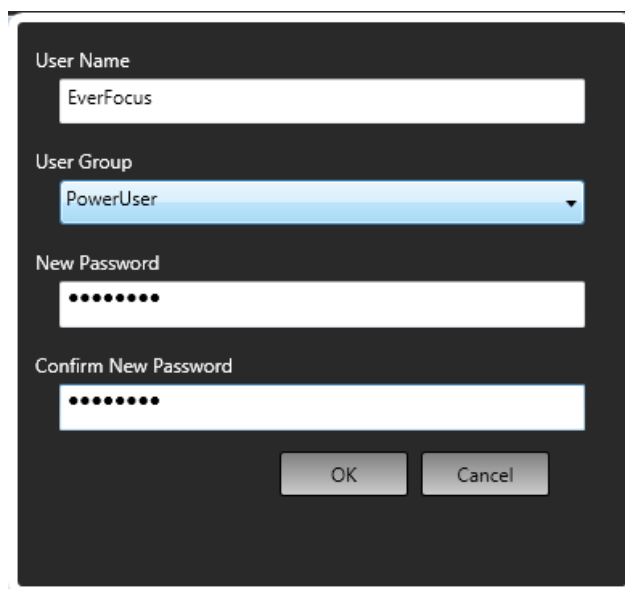 User Name
EverFocus
User Group
PowerUser
New Password
••••••••
Confirm New Password
••••••••
OK Cancel